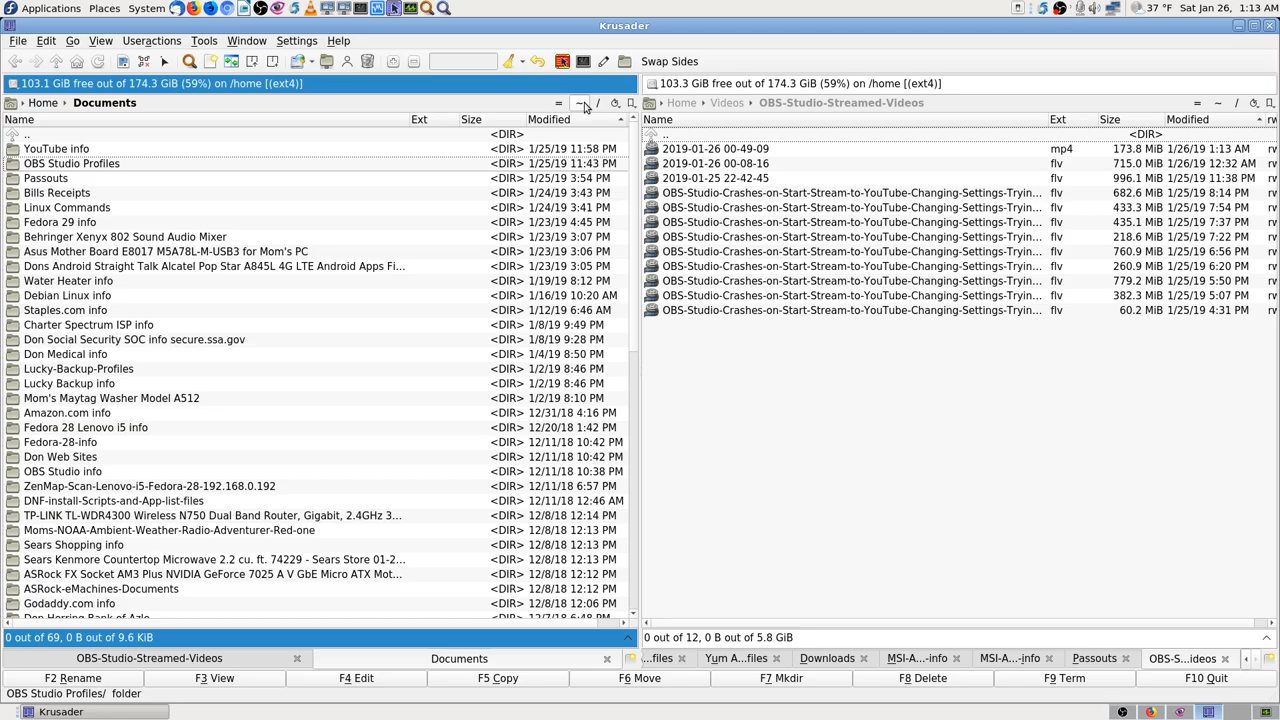 Applications Places System 37 °F Sat Jan 26, 1:13 AM
Krusader
File Edit Go View Useractions Tools Window Settings Help
Swap Sides
103.1 GiB free out of 174.3 GiB (59%) on /home [(ext4)] 103.3 GiB free out of 174.3 GiB (59%) on /home [(ext4)]
Home Documents = ~ / Home Videos OBS-Studio-Streamed-Videos = ~ /
Name Ext Size Modified Name Ext Size Modified rw
.. <DIR> .. <DIR>
YouTube info <DIR> 1/25/19 11:58 PM 2019-01-26 00-49-09 mp4 173.8 MiB 1/26/19 1:13 AM rw
OBS Studio Profiles <DIR> 1/25/19 11:43 PM 2019-01-26 00-08-16 flv 715.0 MiB 1/26/19 12:32 AM rw
Passouts <DIR> 1/25/19 3:54 PM 2019-01-25 22-42-45 flv 996.1 MiB 1/25/19 11:38 PM rw
Bills Receipts <DIR> 1/24/19 3:43 PM OBS-Studio-Crashes-on-Start-Stream-to-YouTube-Changing-Settings-Tryin... flv 682.6 MiB 1/25/19 8:14 PM rw
Linux Commands <DIR> 1/24/19 3:41 PM OBS-Studio-Crashes-on-Start-Stream-to-YouTube-Changing-Settings-Tryin... flv 433.3 MiB 1/25/19 7:54 PM rw
Fedora 29 info <DIR> 1/23/19 4:45 PM OBS-Studio-Crashes-on-Start-Stream-to-YouTube-Changing-Settings-Tryin... flv 435.1 MiB 1/25/19 7:37 PM rw
Behringer Xenyx 802 Sound Audio Mixer <DIR> 1/23/19 3:07 PM OBS-Studio-Crashes-on-Start-Stream-to-YouTube-Changing-Settings-Tryin... flv 218.6 MiB 1/25/19 7:22 PM rw
Asus Mother Board E8017 M5A78L-M-USB3 for Mom's PC <DIR> 1/23/19 3:06 PM OBS-Studio-Crashes-on-Start-Stream-to-YouTube-Changing-Settings-Tryin... flv 760.9 MiB 1/25/19 6:56 PM rw
Dons Android Straight Talk Alcatel Pop Star A845L 4G LTE Android Apps Fi... <DIR> 1/23/19 3:05 PM OBS-Studio-Crashes-on-Start-Stream-to-YouTube-Changing-Settings-Tryin... flv 260.9 MiB 1/25/19 6:20 PM rw
Water Heater info <DIR> 1/19/19 8:12 PM OBS-Studio-Crashes-on-Start-Stream-to-YouTube-Changing-Settings-Tryin... flv 779.2 MiB 1/25/19 5:50 PM rw
Debian Linux info <DIR> 1/16/19 10:20 AM OBS-Studio-Crashes-on-Start-Stream-to-YouTube-Changing-Settings-Tryin... flv 382.3 MiB 1/25/19 5:07 PM rw
Staples.com info <DIR> 1/12/19 6:46 AM OBS-Studio-Crashes-on-Start-Stream-to-YouTube-Changing-Settings-Tryin... flv 60.2 MiB 1/25/19 4:31 PM rw
Charter Spectrum ISP info <DIR> 1/8/19 9:49 PM
Don Social Security SOC info secure.ssa.gov <DIR> 1/8/19 9:28 PM
Don Medical info <DIR> 1/4/19 8:50 PM
Lucky-Backup-Profiles <DIR> 1/2/19 8:46 PM
Lucky Backup info <DIR> 1/2/19 8:46 PM
Mom's Maytag Washer Model A512 <DIR> 1/2/19 8:10 PM
Amazon.com info <DIR> 12/31/18 4:16 PM
Fedora 28 Lenovo i5 info <DIR> 12/20/18 1:42 PM
Fedora-28-info <DIR> 12/11/18 10:42 PM
Don Web Sites <DIR> 12/11/18 10:42 PM
OBS Studio info <DIR> 12/11/18 10:38 PM
ZenMap-Scan-Lenovo-i5-Fedora-28-192.168.0.192 <DIR> 12/11/18 6:57 PM
DNF-install-Scripts-and-App-list-files <DIR> 12/11/18 12:46 AM
TP-LINK TL-WDR4300 Wireless N750 Dual Band Router, Gigabit, 2.4GHz 3... <DIR> 12/8/18 12:14 PM
Moms-NOAA-Ambient-Weather-Radio-Adventurer-Red-one <DIR> 12/8/18 12:13 PM
Sears Shopping info <DIR> 12/8/18 12:13 PM
Sears Kenmore Countertop Microwave 2.2 cu. ft. 74229 - Sears Store 01-2... <DIR> 12/8/18 12:13 PM
ASRock FX Socket AM3 Plus NVIDIA GeForce 7025 A V GbE Micro ATX Mot... <DIR> 12/8/18 12:12 PM
ASRock-eMachines-Documents <DIR> 12/8/18 12:12 PM
Godaddy.com info <DIR> 12/8/18 12:06 PM
Don Herring Bank of Azle <DIR> 12/7/18 6:48 PM
0 out of 69, 0 B out of 9.6 KiB 0 out of 12, 0 B out of 5.8 GiB
OBS-Studio-Streamed-Videos Documents ...files Yum A...files Downloads MSI-A...-info MSI-A...-info Passouts OBS-S...ideos
F2 Rename F3 View F4 Edit F5 Copy F6 Move F7 Mkdir F8 Delete F9 Term F10 Quit
OBS Studio Profiles/ folder
Krusader